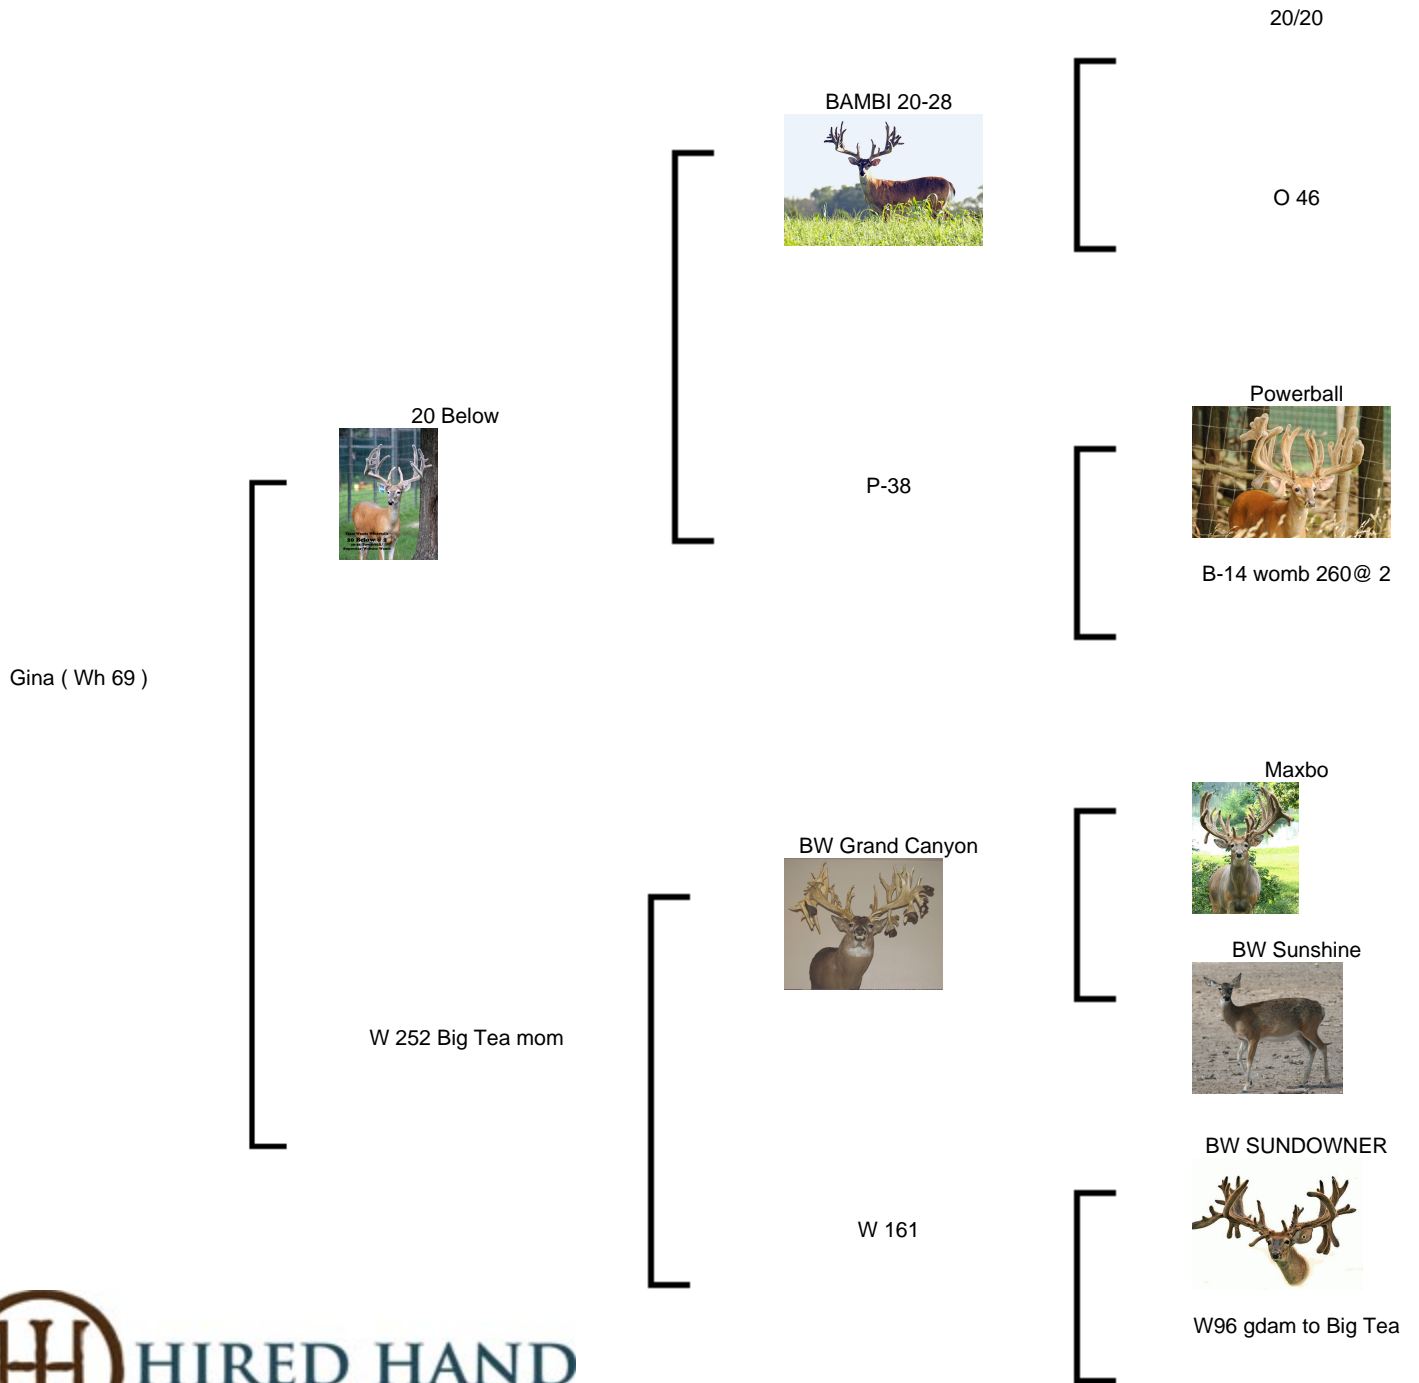 20/20
BAMBI 20-28
O 46
Powerball
20 Below
P-38
B-14 womb 260@ 2
Gina ( Wh 69 )
Maxbo
BW Grand Canyon
BW Sunshine
W 252 Big Tea mom
BW SUNDOWNER
W 161
W96 gdam to Big Tea
HIRED HAND